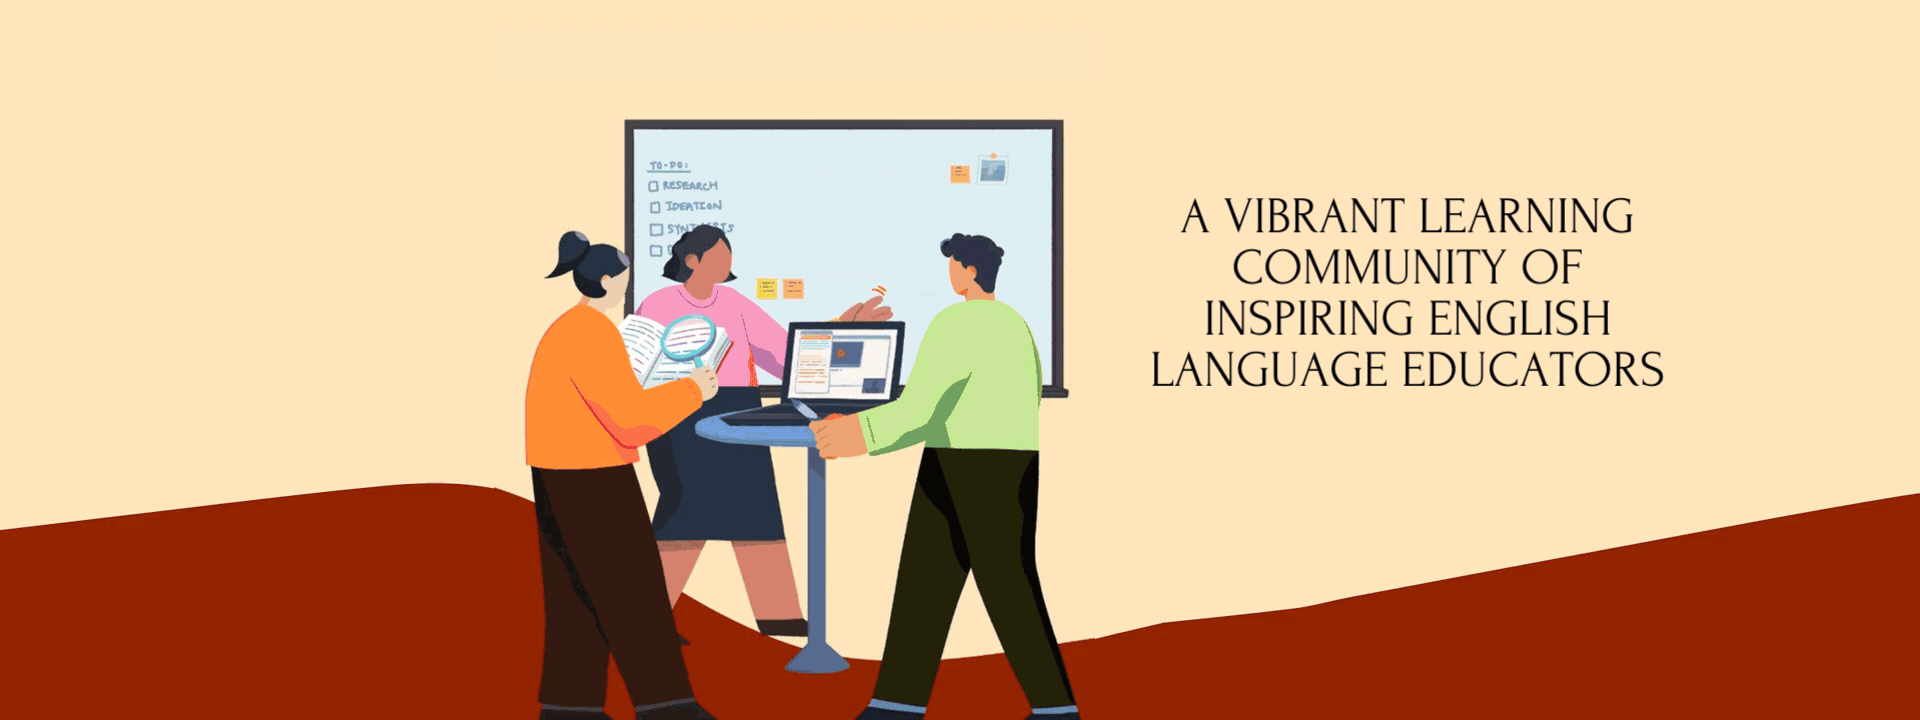 TO-DO:
RESEARCH
IDEATION
A VIBRANT LEARNING
COMMUNITY OF
INSPIRING ENGLISH
LANGUAGE EDUCATORS